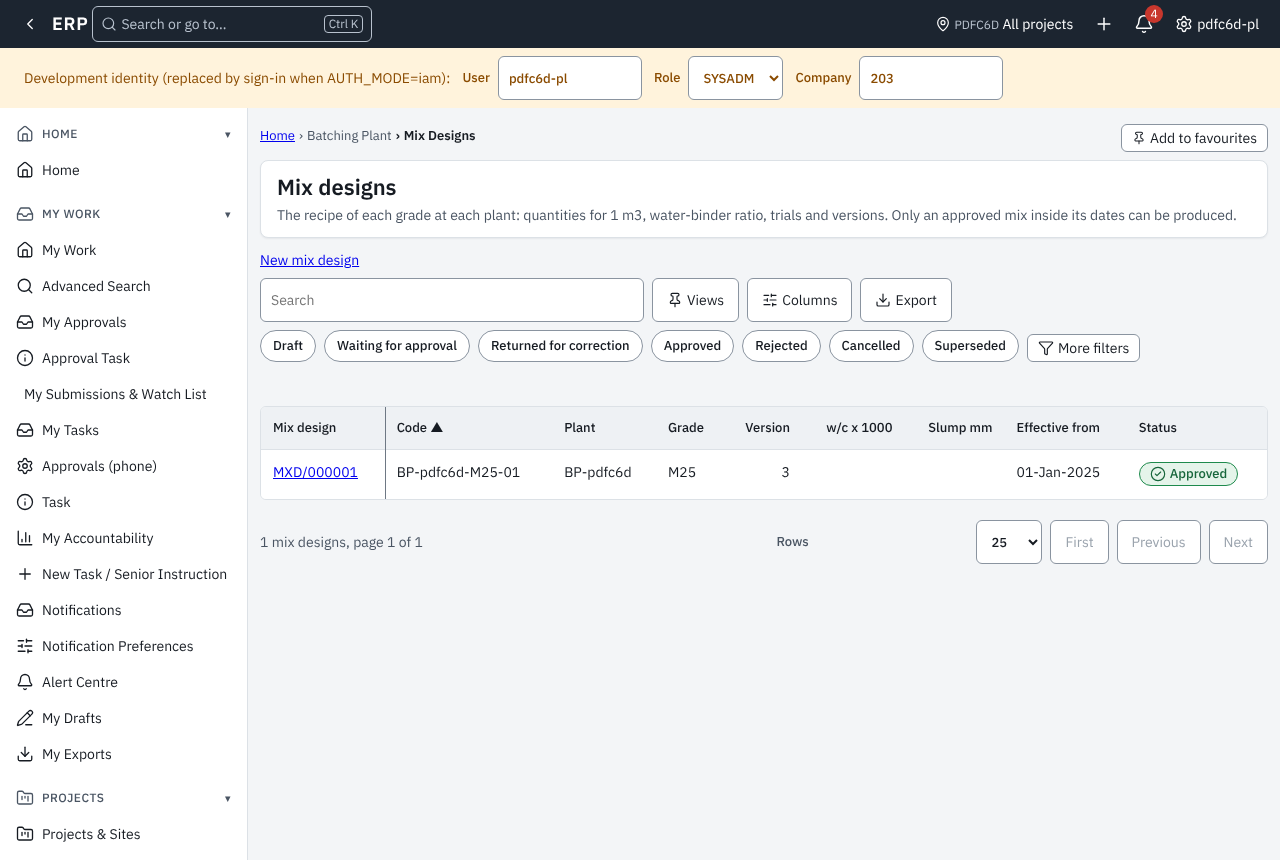 ERP
Search or go to... Ctrl K
PDFC6D All projects
4
pdfc6d-pl
Development identity (replaced by sign-in when AUTH_MODE=iam): User pdfc6d-pl Role SYSADM Company 203
HOME
Home
MY WORK
My Work
Advanced Search
My Approvals
Approval Task
My Submissions & Watch List
My Tasks
Approvals (phone)
Task
My Accountability
New Task / Senior Instruction
Notifications
Notification Preferences
Alert Centre
My Drafts
My Exports
PROJECTS
Projects & Sites
Home › Batching Plant › Mix Designs
Add to favourites
Mix designs
The recipe of each grade at each plant: quantities for 1 m3, water-binder ratio, trials and versions. Only an approved mix inside its dates can be produced.
New mix design
Search Views Columns Export
Draft Waiting for approval Returned for correction Approved Rejected Cancelled Superseded More filters
Mix design Code ▲ Plant Grade Version w/c x 1000 Slump mm Effective from Status
MXD/000001 BP-pdfc6d-M25-01 BP-pdfc6d M25 3 01-Jan-2025 Approved
1 mix designs, page 1 of 1 Rows 25 First Previous Next